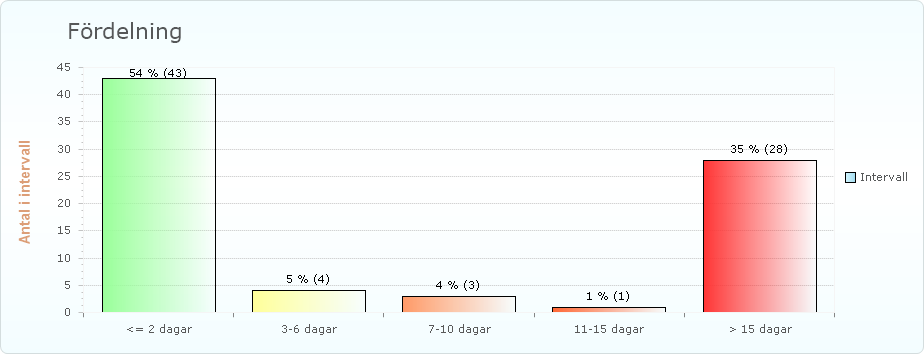 Fördelning
Antal i intervall
45
40
35
30
25
20
15
10
5
0
54 % (43)
5 % (4)
4 % (3)
1 % (1)
35 % (28)
<= 2 dagar
3-6 dagar
7-10 dagar
11-15 dagar
> 15 dagar
Intervall